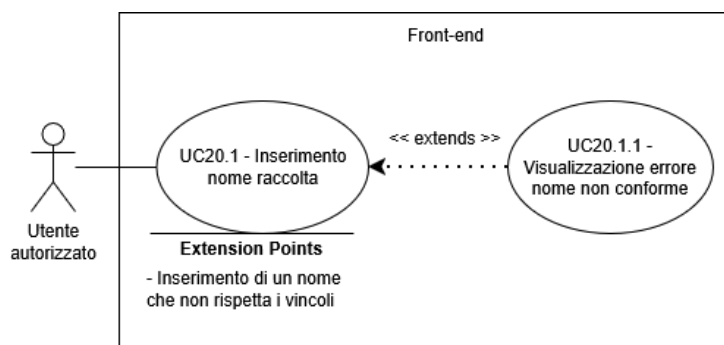 Front-end
UC20.1 - Inserimento
nome raccolta
<< extends >>
UC20.1.1 -
Visualizzazione errore
nome non conforme
Utente
autorizzato
Extension Points
- Inserimento di un nome
che non rispetta i vincoli